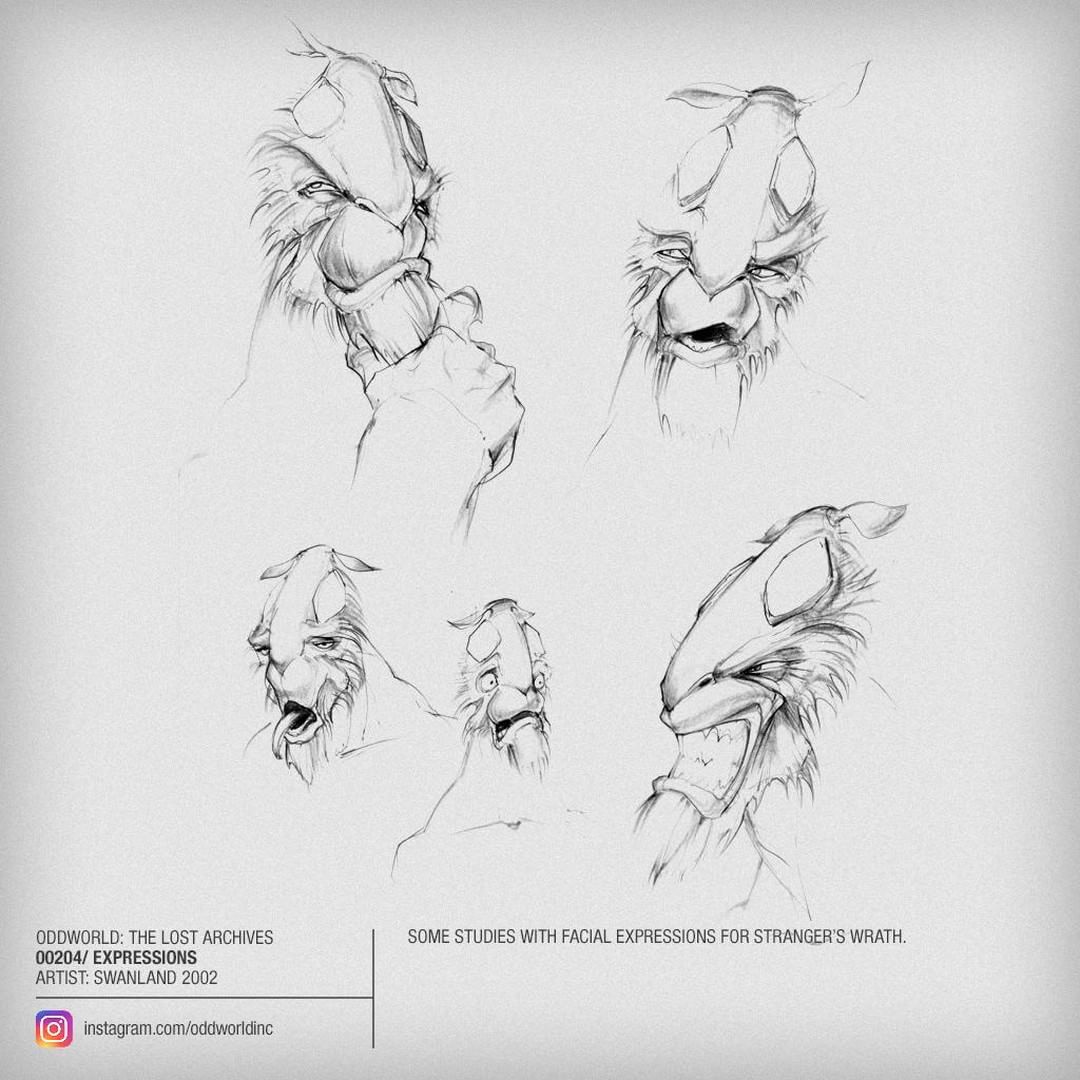 ODDWORLD: THE LOST ARCHIVES
00204/ EXPRESSIONS
ARTIST: SWANLAND 2002
instagram.com/oddworldinc
SOME STUDIES WITH FACIAL EXPRESSIONS FOR STRANGER'S WRATH.